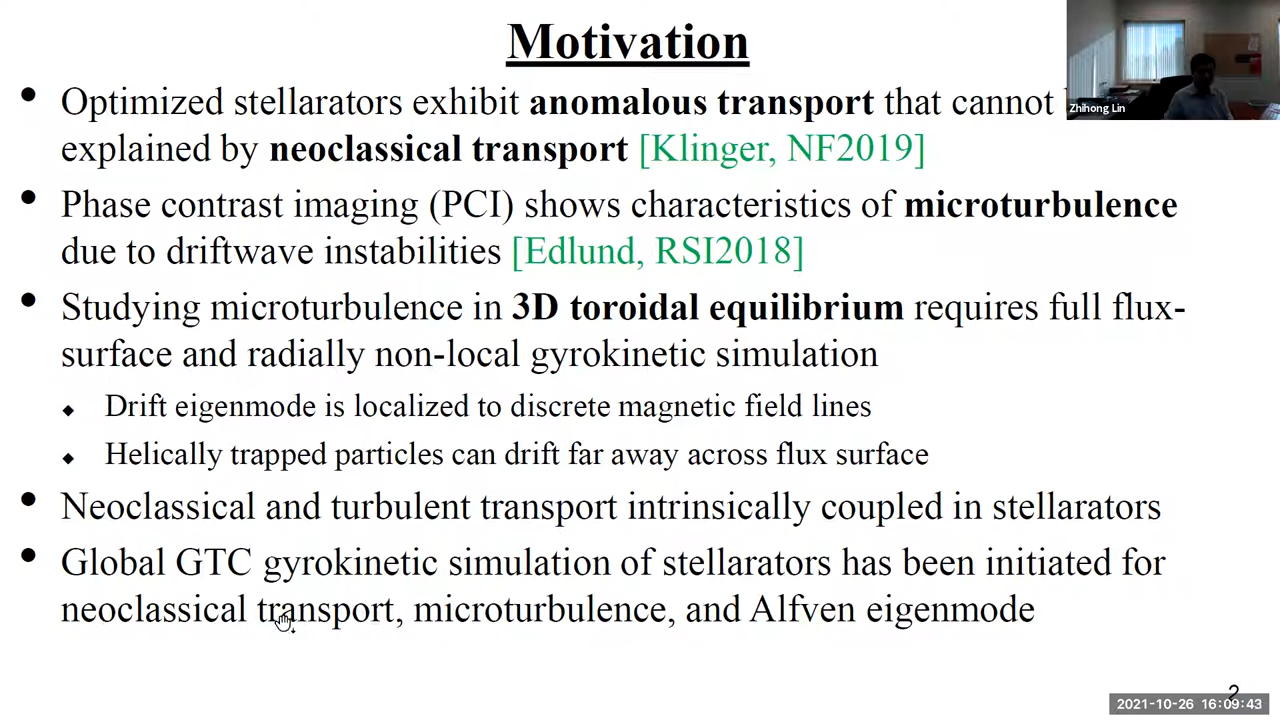 Motivation
Zhihong Lin
• Optimized stellarators exhibit anomalous transport that cannot
explained by neoclassical transport [Klinger, NF2019]
• Phase contrast imaging (PCI) shows characteristics of microturbulence
due to driftwave instabilities [Edlund, RSI2018]
• Studying microturbulence in 3D toroidal equilibrium requires full flux-
surface and radially non-local gyrokinetic simulation
◆ Drift eigenmode is localized to discrete magnetic field lines
◆ Helically trapped particles can drift far away across flux surface
• Neoclassical and turbulent transport intrinsically coupled in stellarators
• Global GTC gyrokinetic simulation of stellarators has been initiated for
neoclassical transport, microturbulence, and Alfven eigenmode
2
2021-10-26 16:09:43